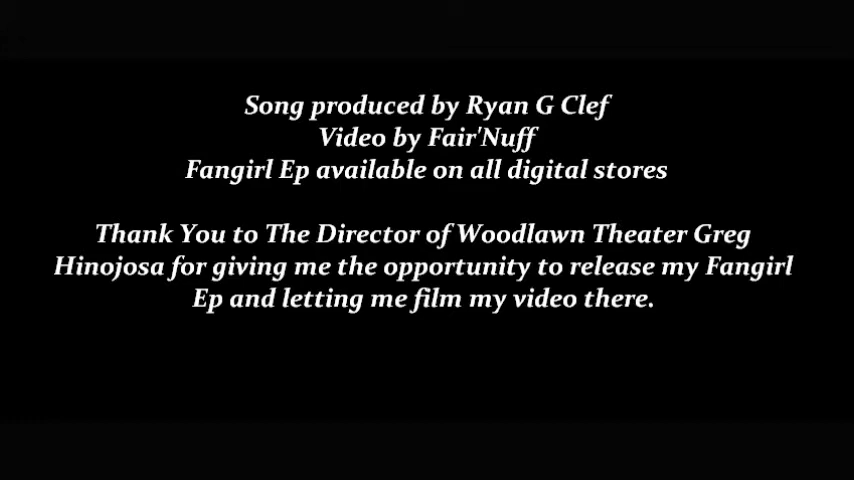 Song produced by Ryan G Clef
Video by Fair'Nuff
Fangirl Ep available on all digital stores
Thank You to The Director of Woodlawn Theater Greg
Hinojosa for giving me the opportunity to release my Fangirl
Ep and letting me film my video there.